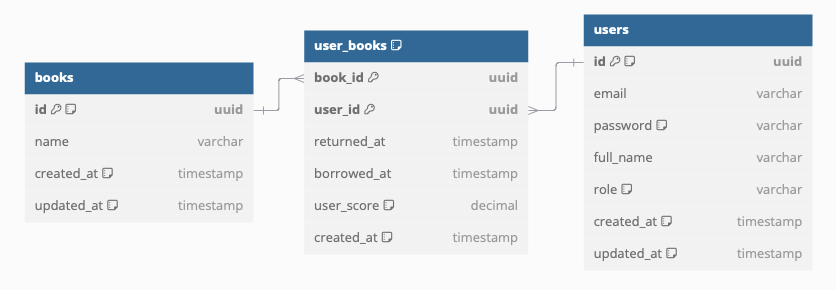 books
id uuid
name varchar
created_at timestamp
updated_at timestamp
user_books
book_id uuid
user_id uuid
returned_at timestamp
borrowed_at timestamp
user_score decimal
created_at timestamp
users
id uuid
email varchar
password varchar
full_name varchar
role varchar
created_at timestamp
updated_at timestamp